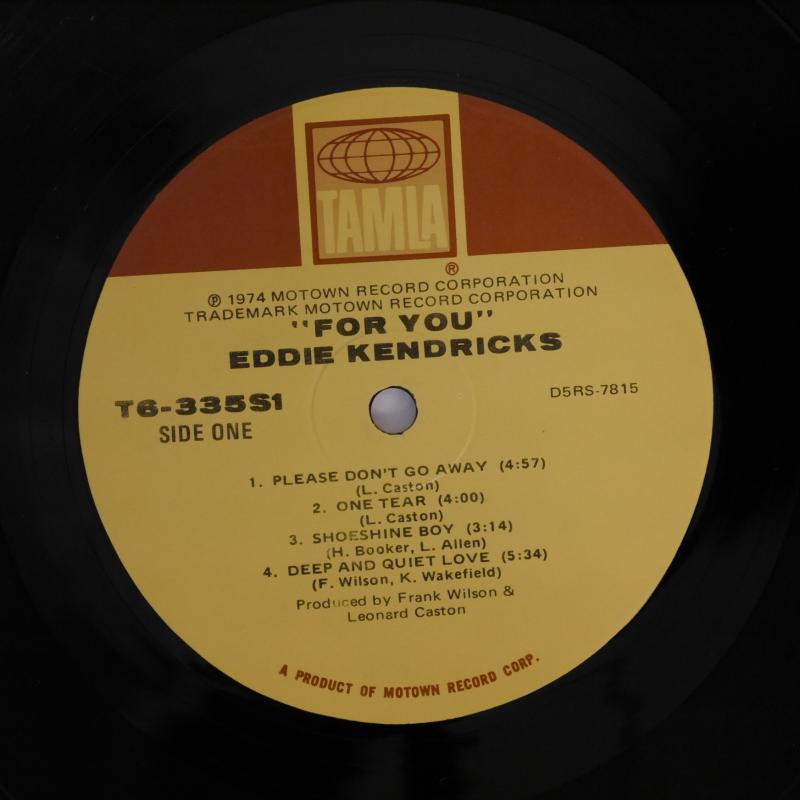 TAMLA
®
℗ 1974 MOTOWN RECORD CORPORATION
TRADEMARK MOTOWN RECORD CORPORATION
"FOR YOU"
EDDIE KENDRICKS
T6-335S1
SIDE ONE
D5RS-7815
1. PLEASE DON'T GO AWAY (4:57)
(L. Caston)
2. ONE TEAR (4:00)
(L. Caston)
3. SHOESHINE BOY (3:14)
(H. Booker, L. Allen)
4. DEEP AND QUIET LOVE (5:34)
(F. Wilson, K. Wakefield)
Produced by Frank Wilson &
Leonard Caston
A PRODUCT OF MOTOWN RECORD CORP.